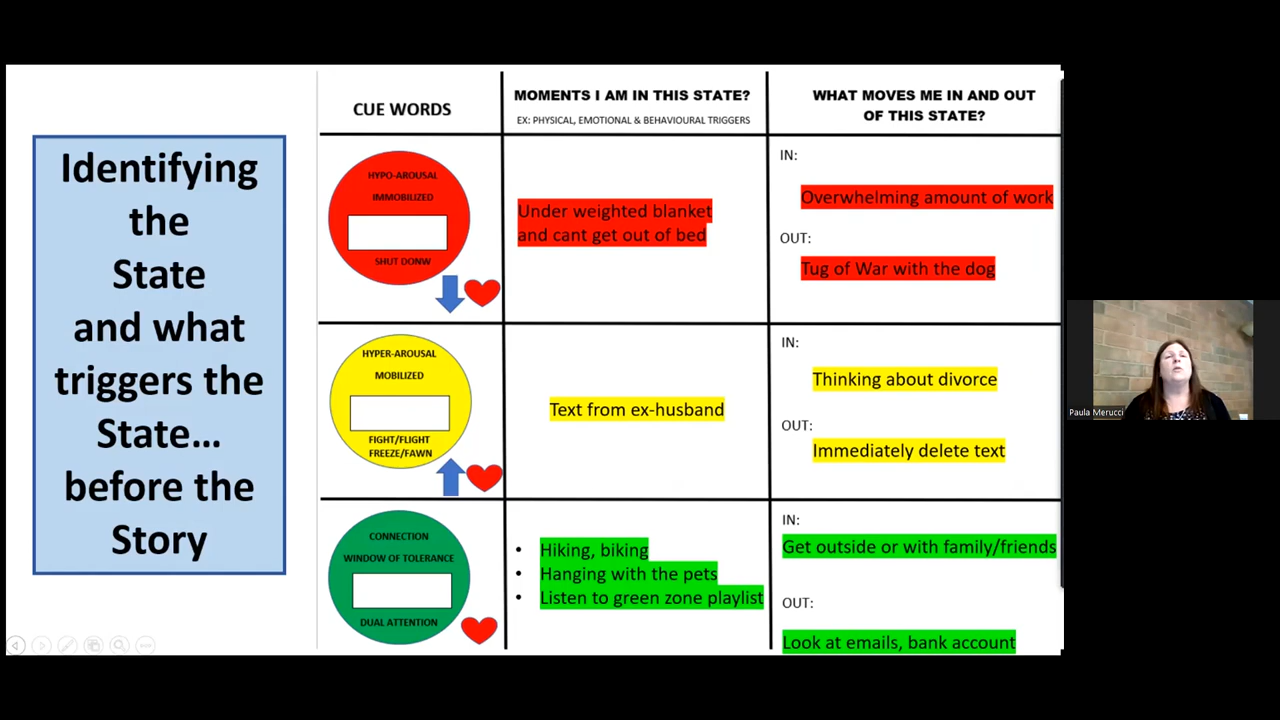 Identifying
the
State
and what
triggers the
State...
before the
Story
CUE WORDS
MOMENTS I AM IN THIS STATE?
EX: PHYSICAL, EMOTIONAL & BEHAVIOURAL TRIGGERS
WHAT MOVES ME IN AND OUT
OF THIS STATE?
HYPO-AROUSAL
IMMOBILIZED
SHUT DONW
Under weighted blanket
and cant get out of bed
IN:
Overwhelming amount of work
OUT:
Tug of War with the dog
HYPER-AROUSAL
MOBILIZED
FIGHT/FLIGHT
FREEZE/FAWN
Text from ex-husband
IN:
Thinking about divorce
OUT:
Immediately delete text
CONNECTION
WINDOW OF TOLERANCE
DUAL ATTENTION
• Hiking, biking
• Hanging with the pets
• Listen to green zone playlist
IN:
Get outside or with family/friends
OUT:
Look at emails, bank account
Paula Merucci